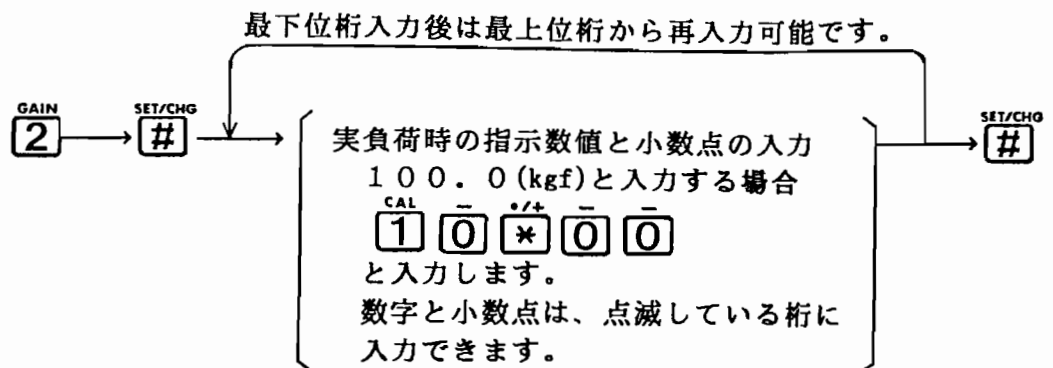 最下位桁入力後は最上位桁から再入力可能です。
GAIN
2
SET/CHG
#
実負荷時の指示数値と小数点の入力
１００．０(kgf)と入力する場合
CAL － •/+ － －
1 0 * 0 0
と入力します。
数字と小数点は、点滅している桁に
入力できます。
SET/CHG
#